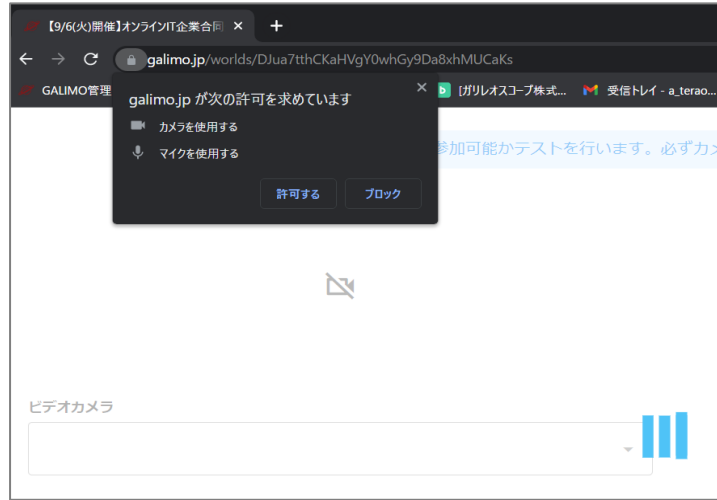 【9/6(火)開催】オンラインIT企業合同
galimo.jp/worlds/DJua7tthCKaHVgY0whGy9Da8xhMUCaKs
GALIMO管理
[ガリレオスコープ株式...
受信トレイ - a_terao...
galimo.jp が次の許可を求めています
カメラを使用する
マイクを使用する
許可する
ブロック
参加可能かテストを行います。必ずカメ
ビデオカメラ